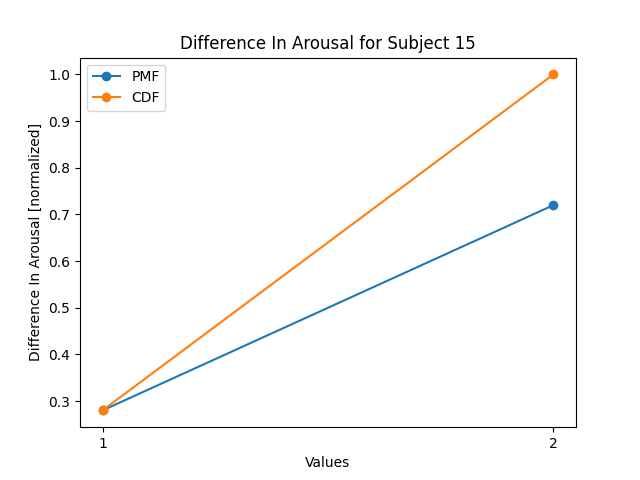 Difference In Arousal for Subject 15
PMF
CDF
1.0
0.9
0.8
0.7
0.6
0.5
0.4
0.3
Difference In Arousal [normalized]
1
2
Values